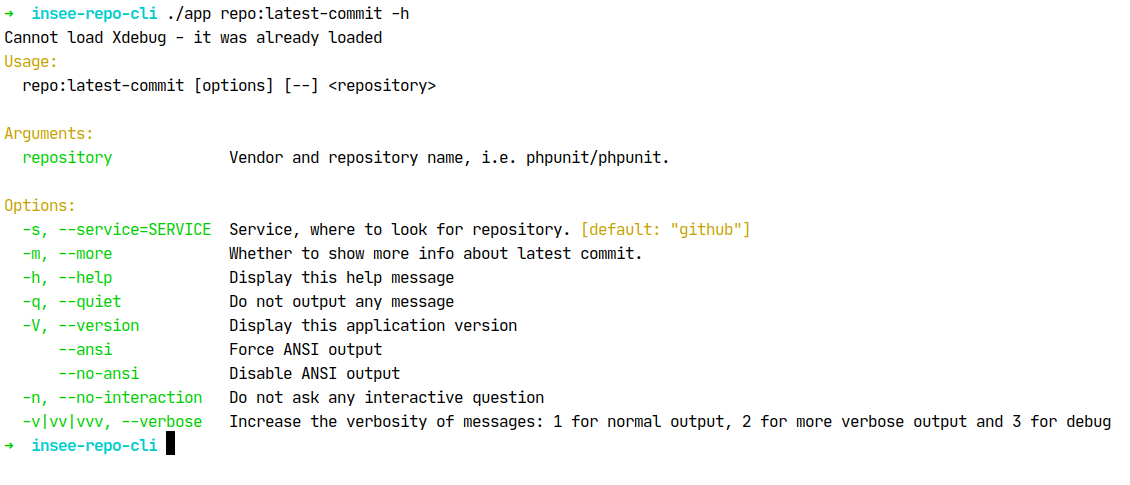 ➜  insee-repo-cli ./app repo:latest-commit -h
Cannot load Xdebug - it was already loaded
Usage:
  repo:latest-commit [options] [--] <repository>

Arguments:
  repository             Vendor and repository name, i.e. phpunit/phpunit.

Options:
  -s, --service=SERVICE  Service, where to look for repository. [default: "github"]
  -m, --more             Whether to show more info about latest commit.
  -h, --help             Display this help message
  -q, --quiet            Do not output any message
  -V, --version          Display this application version
      --ansi             Force ANSI output
      --no-ansi          Disable ANSI output
  -n, --no-interaction   Do not ask any interactive question
  -v|vv|vvv, --verbose   Increase the verbosity of messages: 1 for normal output, 2 for more verbose output and 3 for debug
➜  insee-repo-cli